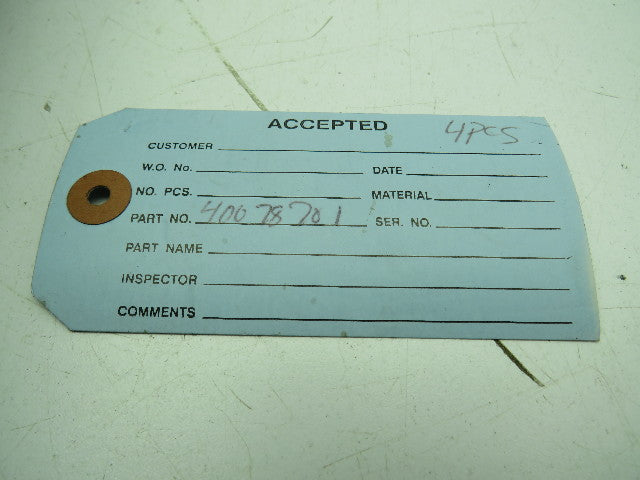 ACCEPTED 4PCS
CUSTOMER
W.O. No. DATE
NO. PCS. MATERIAL
PART NO. 40078701 SER. NO.
PART NAME
INSPECTOR
COMMENTS